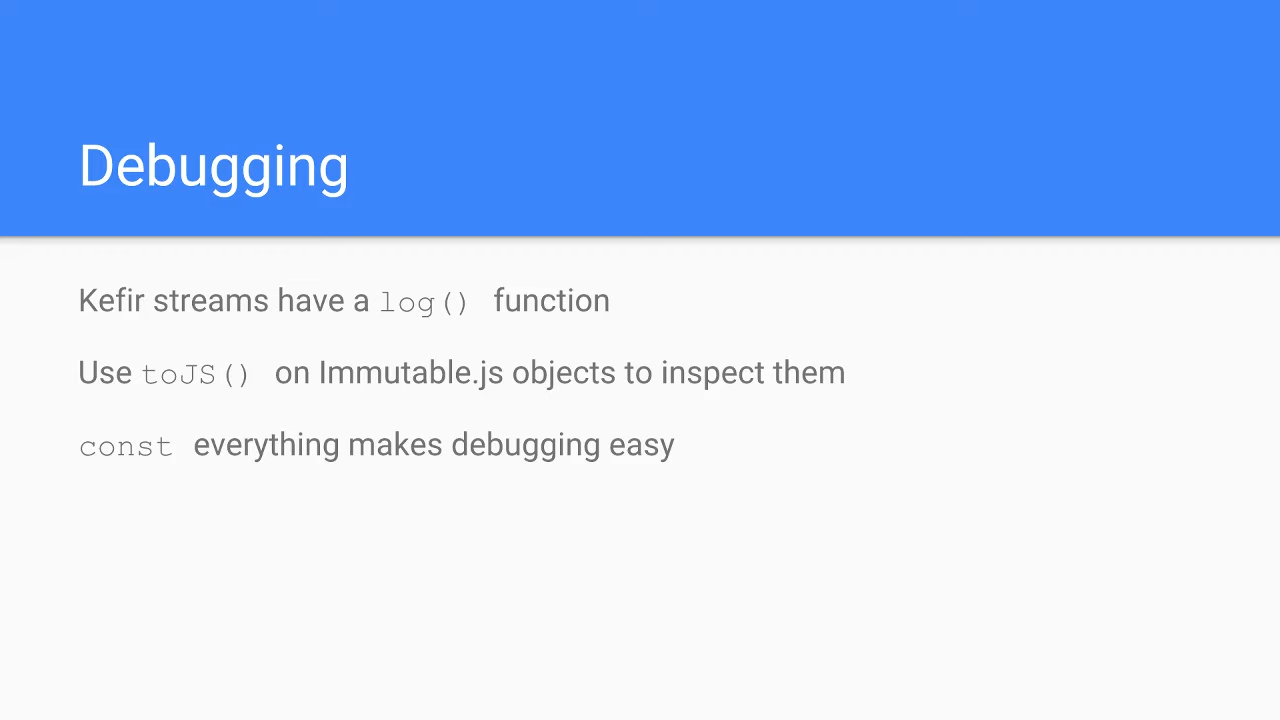 Debugging
Kefir streams have a log() function
Use toJS() on Immutable.js objects to inspect them
const everything makes debugging easy